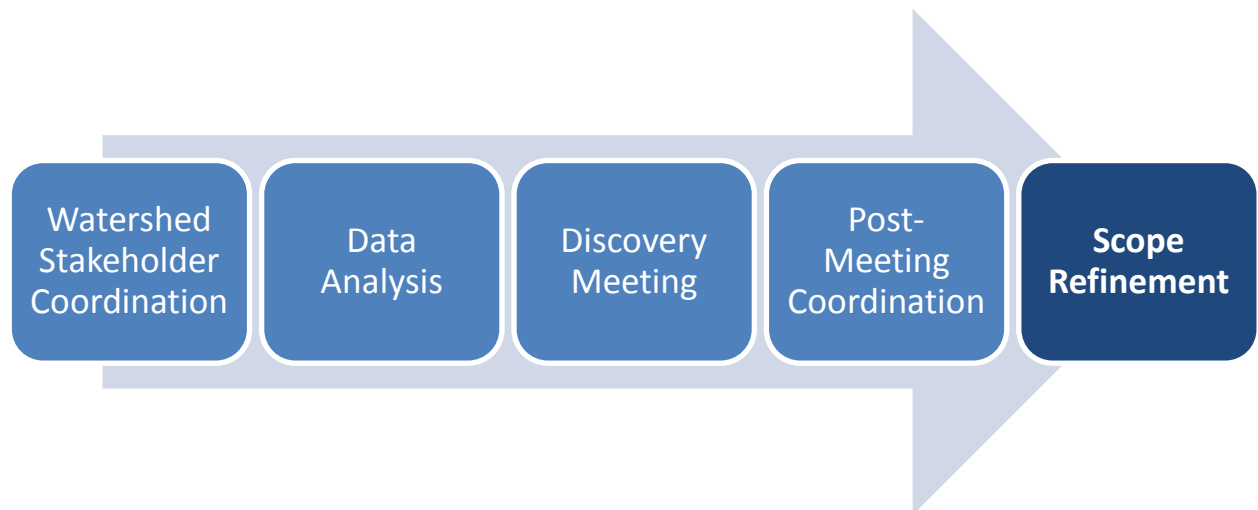 Watershed
Stakeholder
Coordination
Data
Analysis
Discovery
Meeting
Post-
Meeting
Coordination
Scope
Refinement